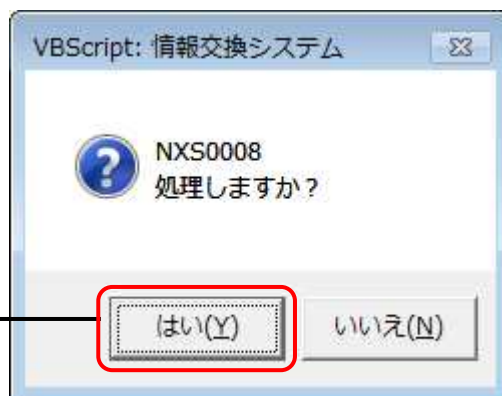 VBScript: 情報交換システム
NXS0008
処理しますか？
はい(Y)
いいえ(N)